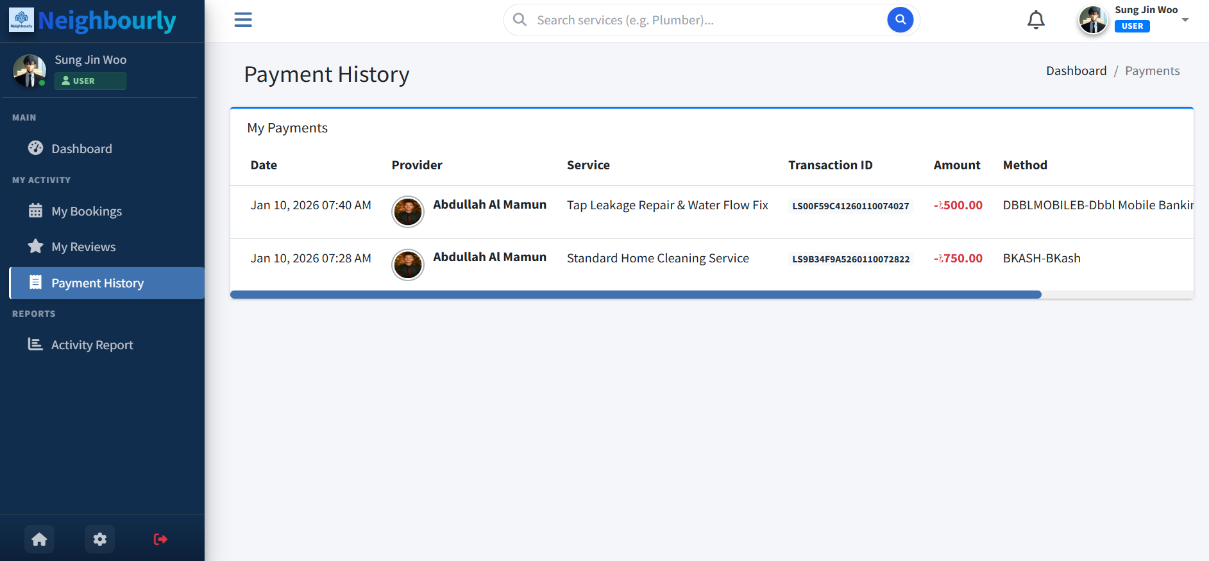 Neighbourly
Search services (e.g. Plumber)...
Sung Jin Woo
USER
Sung Jin Woo
USER
MAIN
Dashboard
MY ACTIVITY
My Bookings
My Reviews
Payment History
REPORTS
Activity Report
Payment History
Dashboard / Payments
My Payments
Date Provider Service Transaction ID Amount Method
Jan 10, 2026 07:40 AM Abdullah Al Mamun Tap Leakage Repair & Water Flow Fix LS00F59C41260110074027 -৳500.00 DBBLMOBILEB-Dbbl Mobile Bankin
Jan 10, 2026 07:28 AM Abdullah Al Mamun Standard Home Cleaning Service LS9B34F9A5260110072822 -৳750.00 BKASH-BKash